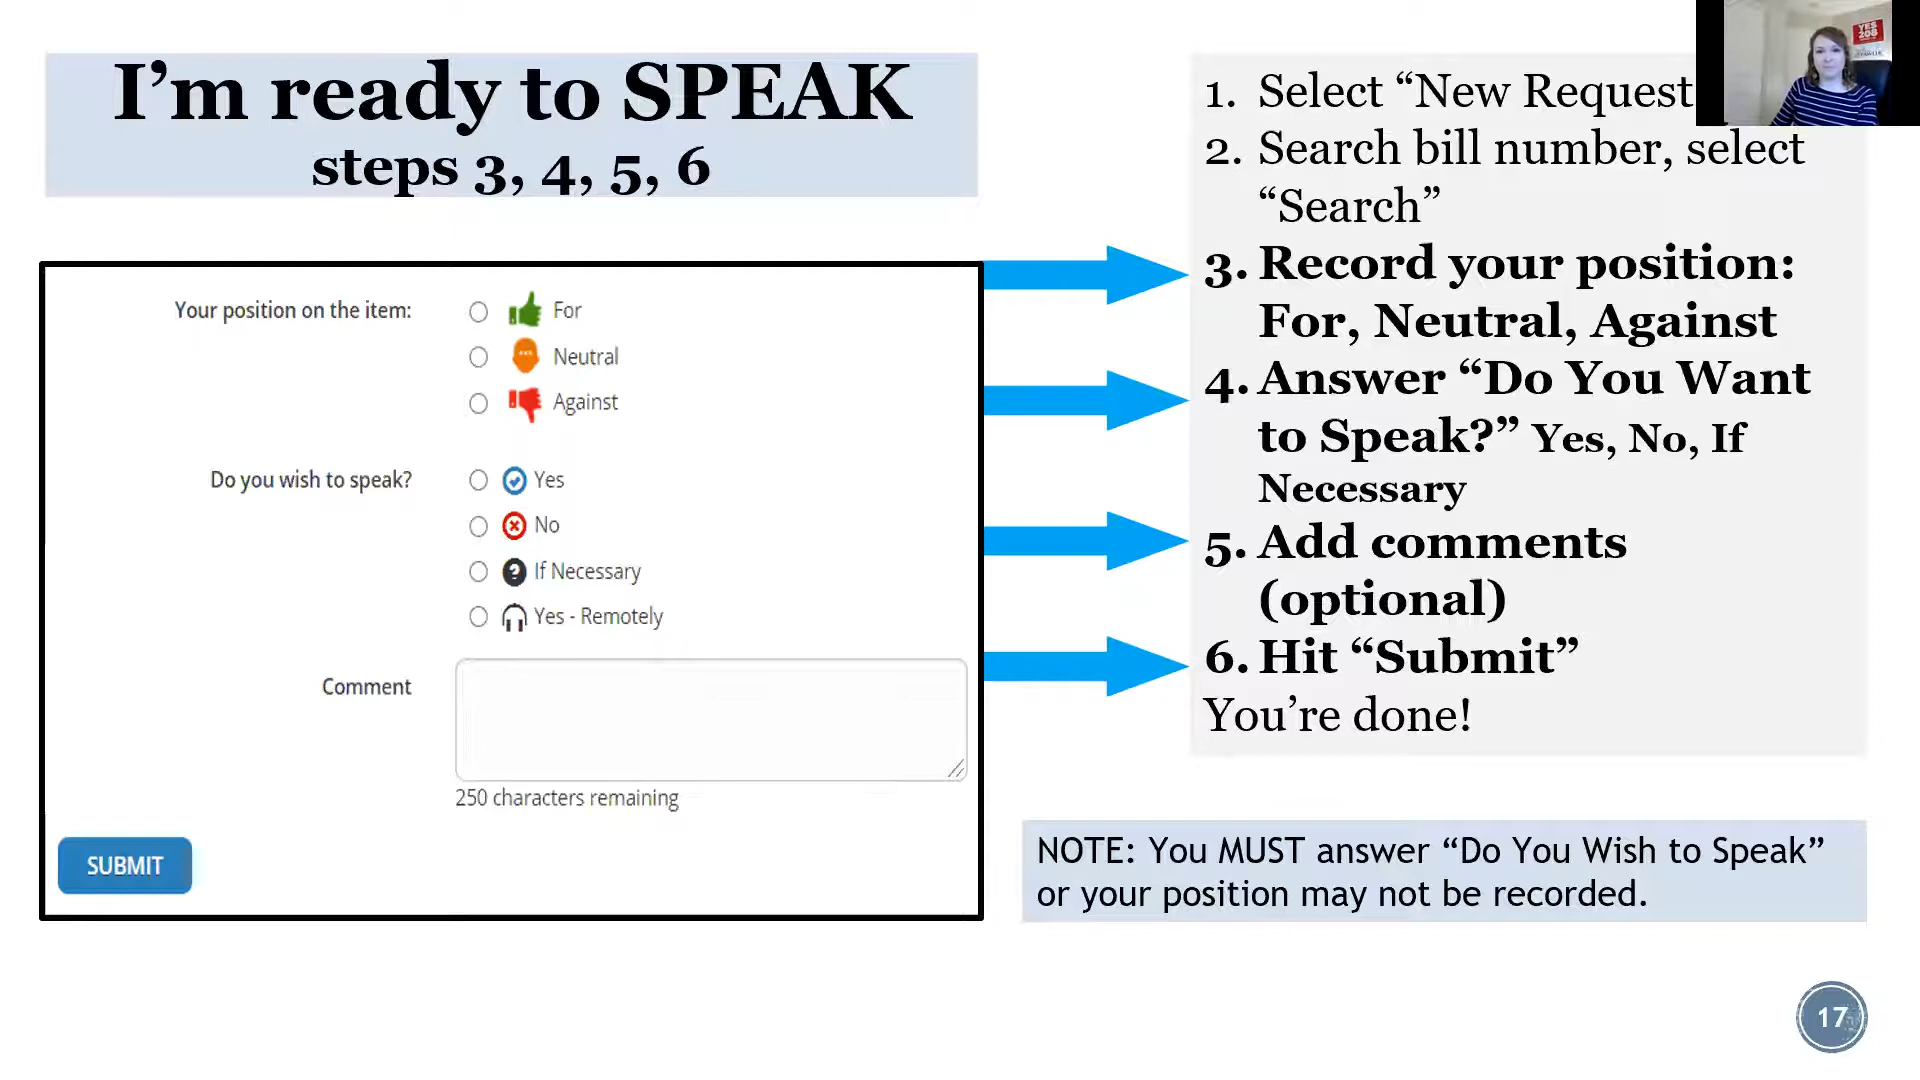 I’m ready to SPEAK
steps 3, 4, 5, 6
Your position on the item:
For
Neutral
Against
Do you wish to speak?
Yes
No
If Necessary
Yes - Remotely
Comment
250 characters remaining
SUBMIT
1. Select “New Request
2. Search bill number, select
“Search”
3. Record your position:
For, Neutral, Against
4. Answer “Do You Want
to Speak?” Yes, No, If
Necessary
5. Add comments
(optional)
6. Hit “Submit”
You’re done!
NOTE: You MUST answer “Do You Wish to Speak”
or your position may not be recorded.
YES
208
17